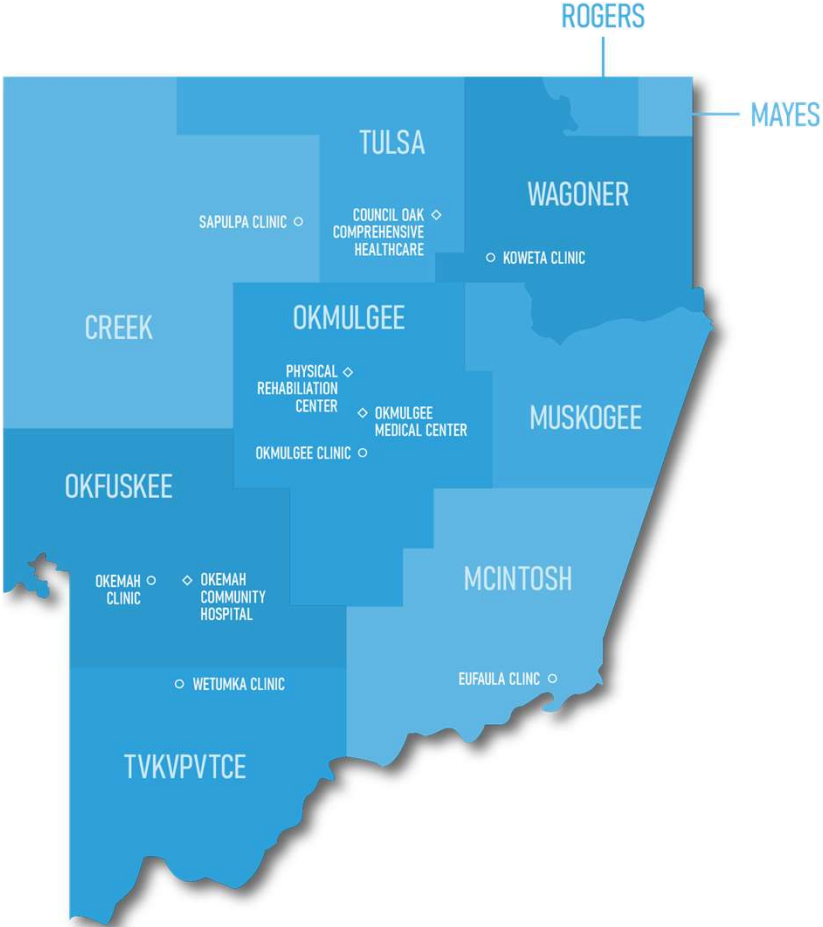 ROGERS
MAYES
TULSA
WAGONER
SAPULPA CLINIC
COUNCIL OAK
COMPREHENSIVE
HEALTHCARE
KOWETA CLINIC
CREEK
OKMULGEE
PHYSICAL
REHABILIATION
CENTER
OKMULGEE
MEDICAL CENTER
OKMULGEE CLINIC
MUSKOGEE
OKFUSKEE
OKEMAH
CLINIC
OKEMAH
COMMUNITY
HOSPITAL
MCINTOSH
WETUMKA CLINIC
EUFAULA CLINC
TVKVPVTCE